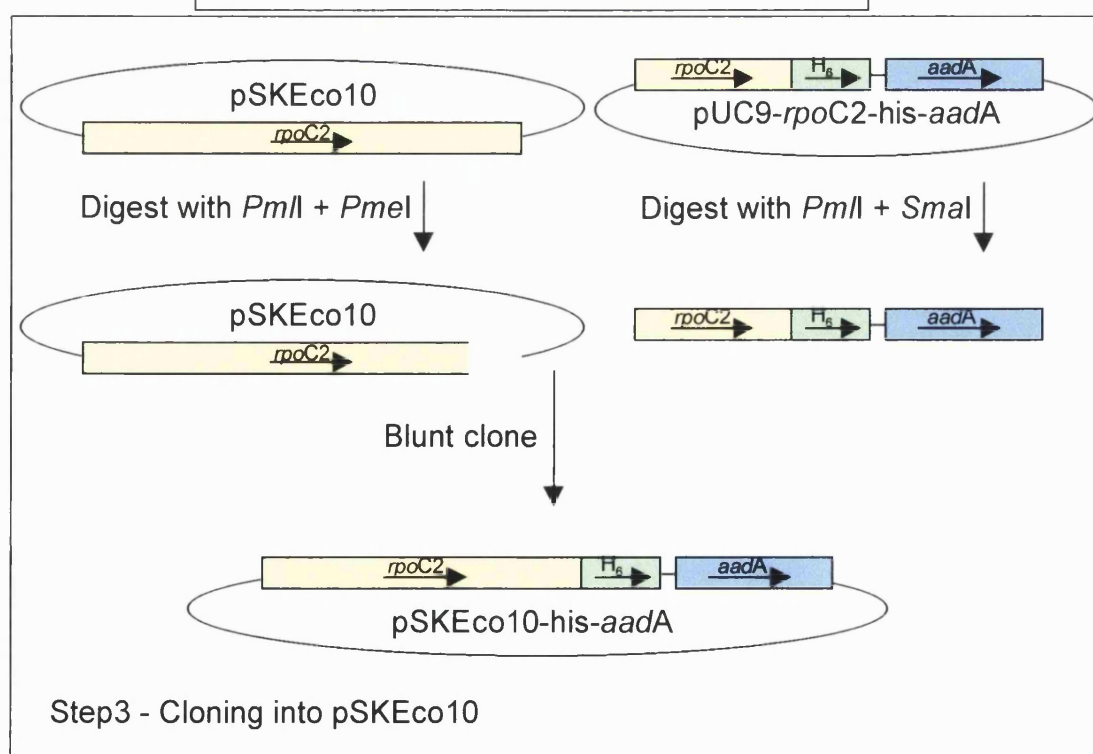 pSKEco10
rpoC2
rpoC2 H6 aadA
pUC9-rpoC2-his-aadA
Digest with PmlI + PmeI
Digest with PmlI + SmaI
pSKEco10
rpoC2
rpoC2 H6 aadA
Blunt clone
rpoC2 H6 aadA
pSKEco10-his-aadA
Step3 - Cloning into pSKEco10